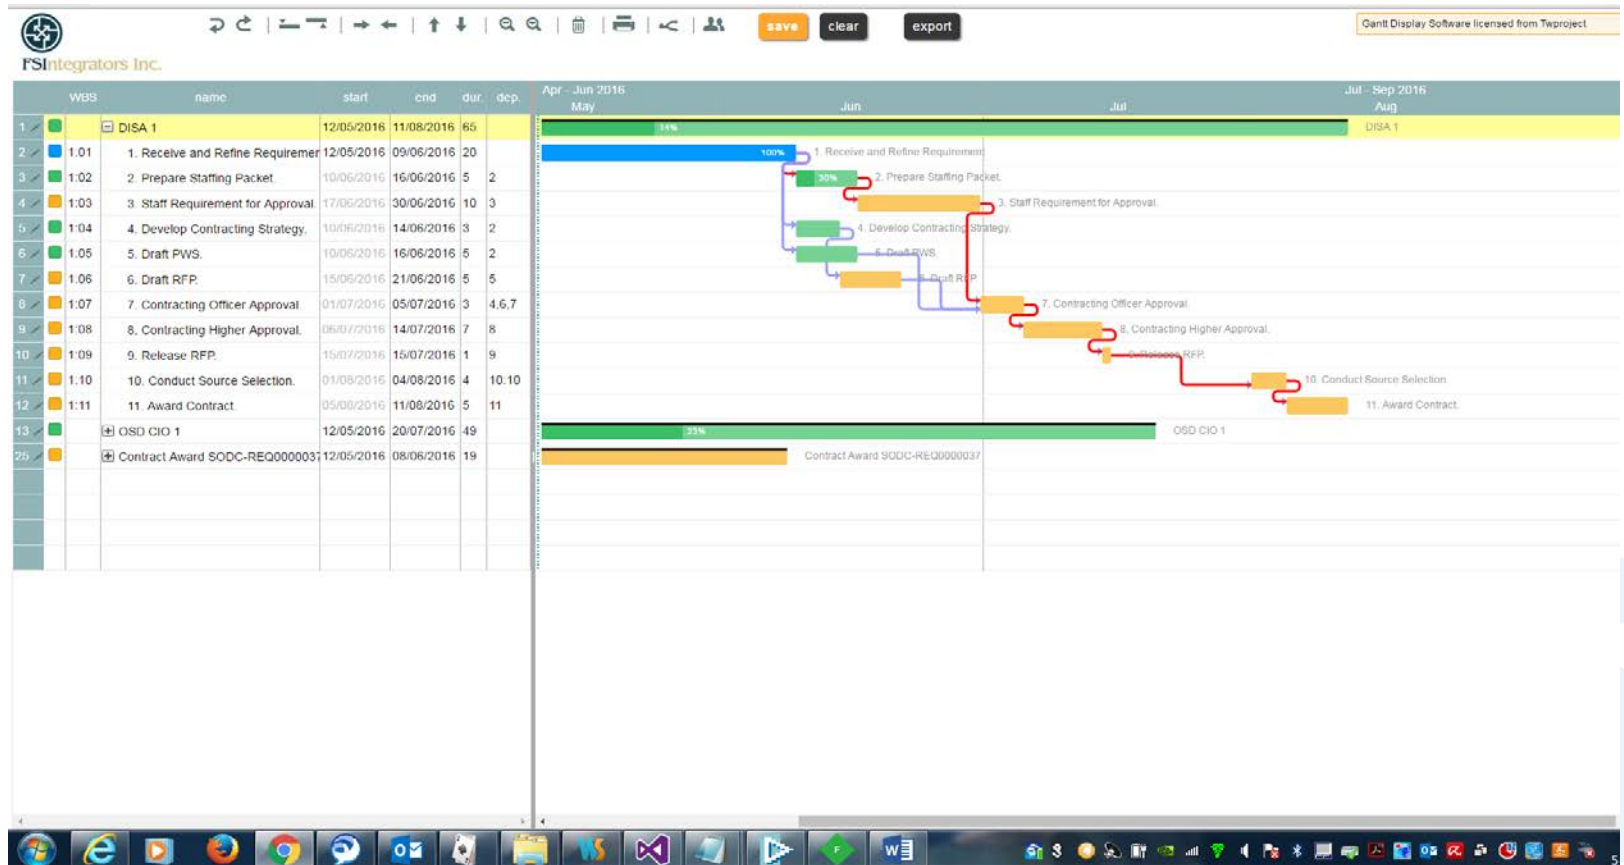 save clear export
Gantt Display Software licensed from Twproject
FSIntegrators Inc.
WBS name start end dur. dep. Apr - Jun 2016 Jul - Sep 2016
May Jun Jul Aug
1 DISA 1 12/05/2016 11/08/2016 65 14% DISA 1
2 1.01 1. Receive and Refine Requiremer 12/05/2016 09/06/2016 20 100% 1. Receive and Refine Requirement
3 1:02 2. Prepare Staffing Packet. 10/06/2016 16/06/2016 5 2 30% 2. Prepare Staffing Packet.
4 1:03 3. Staff Requirement for Approval. 17/06/2016 30/06/2016 10 3 3. Staff Requirement for Approval.
5 1:04 4. Develop Contracting Strategy. 10/06/2016 14/06/2016 3 2 4. Develop Contracting Strategy.
6 1:05 5. Draft PWS. 10/06/2016 16/06/2016 5 2 5. Draft PWS.
7 1:06 6. Draft RFP. 15/06/2016 21/06/2016 5 5 6. Draft RFP
8 1:07 7. Contracting Officer Approval 01/07/2016 05/07/2016 3 4,6,7 7. Contracting Officer Approval
9 1:08 8. Contracting Higher Approval. 06/07/2016 14/07/2016 7 8 8. Contracting Higher Approval.
10 1:09 9. Release RFP. 15/07/2016 15/07/2016 1 9 9. Release RFP.
11 1:10 10. Conduct Source Selection. 01/08/2016 04/08/2016 4 10:10 10. Conduct Source Selection
12 1:11 11. Award Contract 05/08/2016 11/08/2016 5 11 11. Award Contract.
13 OSD CIO 1 12/05/2016 20/07/2016 49 23% OSD CIO 1
25 Contract Award SODC-REQ0000037 12/05/2016 08/06/2016 19 Contract Award SODC-REQ0000037